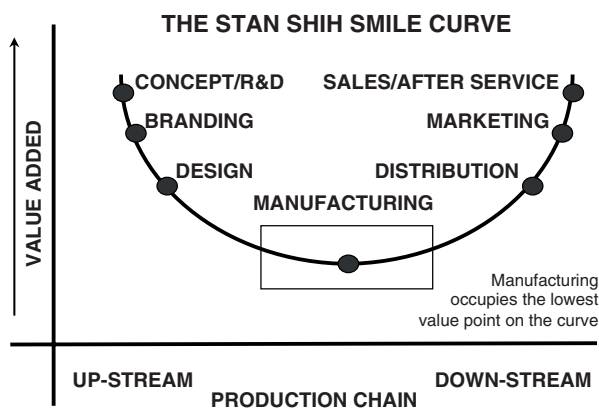 THE STAN SHIH SMILE CURVE
CONCEPT/R&D
SALES/AFTER SERVICE
BRANDING
MARKETING
DESIGN
DISTRIBUTION
MANUFACTURING
VALUE ADDED
Manufacturing
occupies the lowest
value point on the curve
UP-STREAM
DOWN-STREAM
PRODUCTION CHAIN